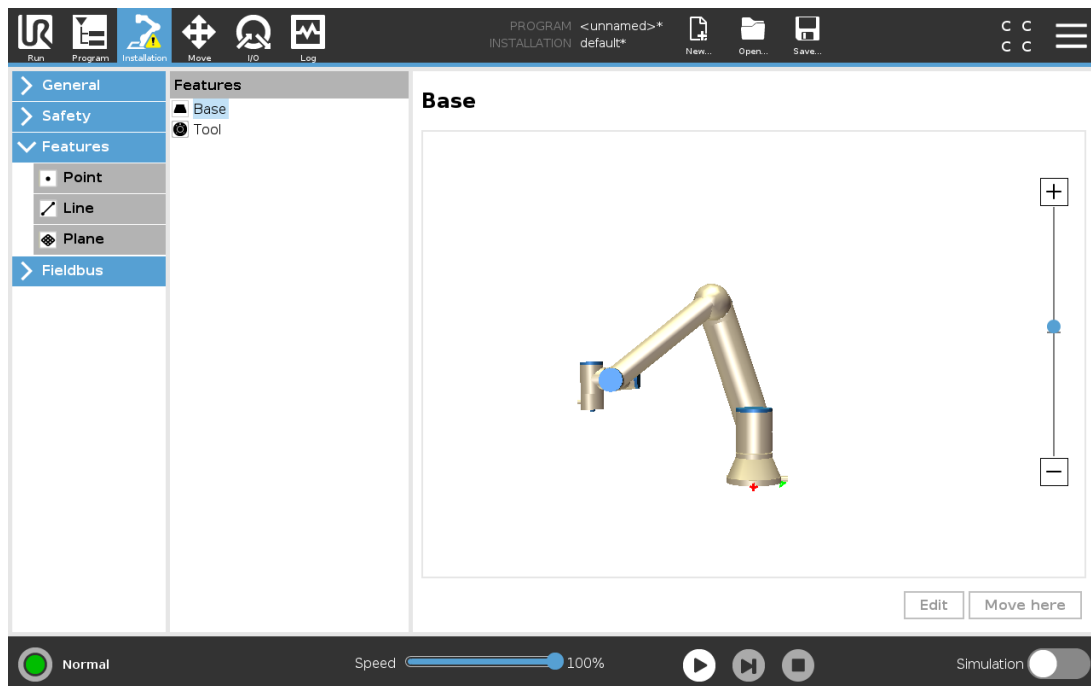 PROGRAM <unnamed>*
INSTALLATION default*
Run Program Installation Move I/O Log
New... Open... Save...
C C
C C
General
Safety
Features
Point
Line
Plane
Fieldbus
Features
Base
Tool
Base
+
−
Edit Move here
Normal Speed 100% Simulation